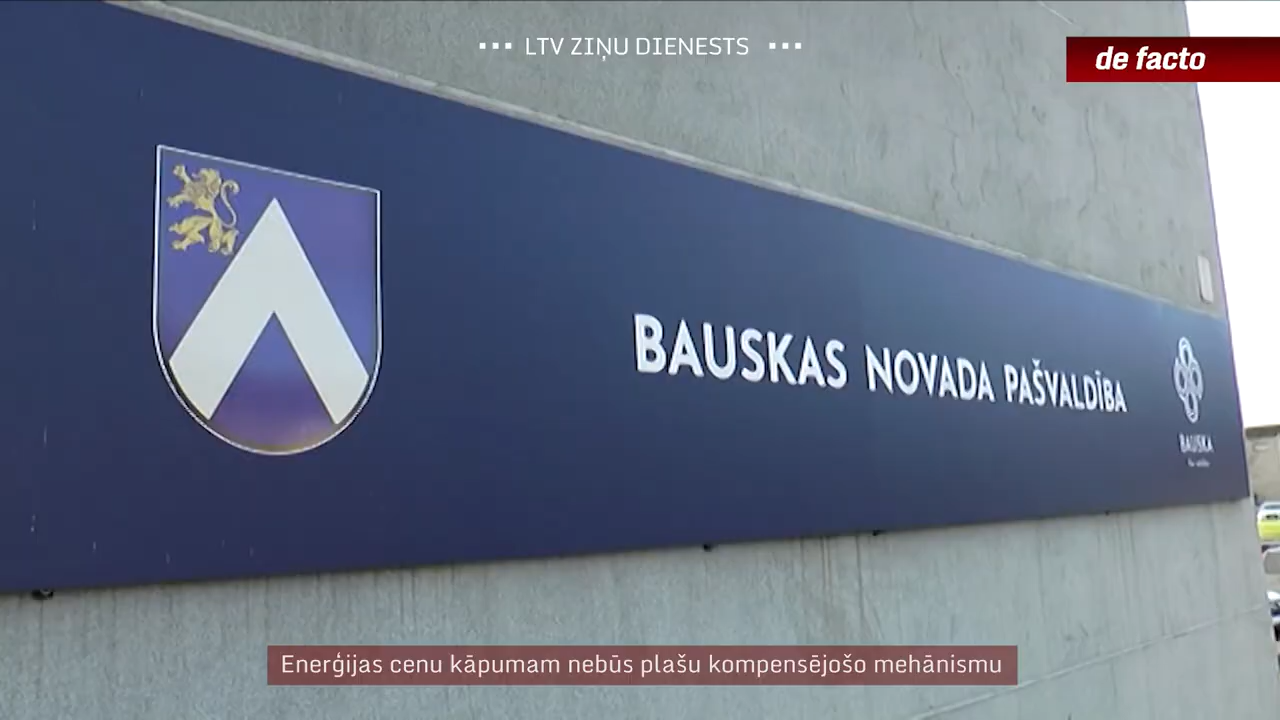 LTV ZIŅU DIENESTS
de facto
BAUSKAS NOVADA PAŠVALDĪBA
BAUSKA
Enerģijas cenu kāpumam nebūs plašu kompensējošo mehānismu